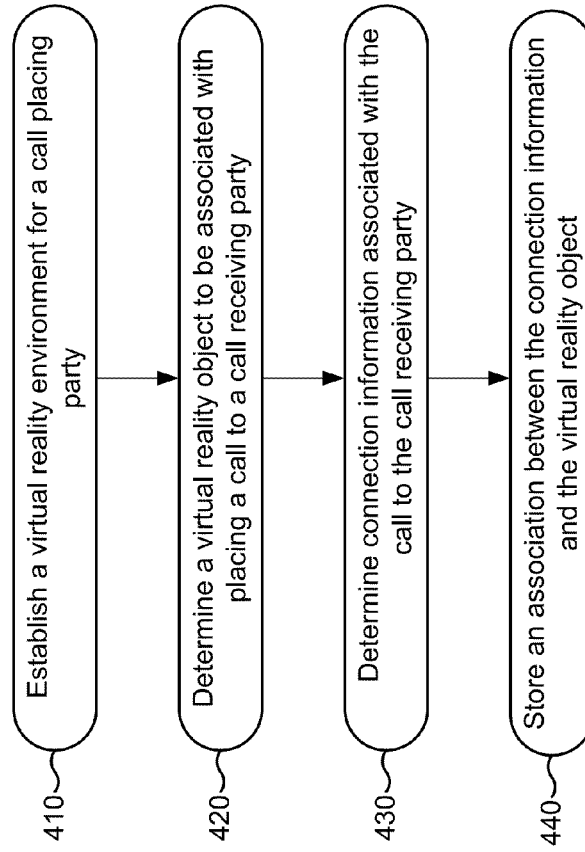 410
Establish a virtual reality environment for a call placing
party
420
Determine a virtual reality object to be associated with
placing a call to a call receiving party
430
Determine connection information associated with the
call to the call receiving party
440
Store an association between the connection information
and the virtual reality object